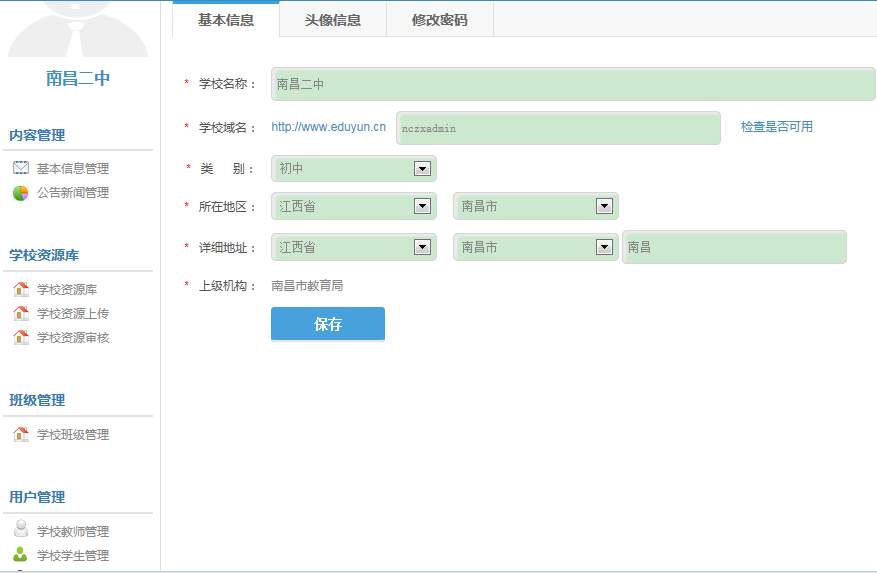 南昌二中
内容管理
基本信息管理
公告新闻管理
学校资源库
学校资源库
学校资源上传
学校资源审核
班级管理
学校班级管理
用户管理
学校教师管理
学校学生管理
基本信息 头像信息 修改密码
* 学校名称： 南昌二中
* 学校域名： http://www.eduyun.cn nczxadmin 检查是否可用
* 类 别： 初中
* 所在地区： 江西省 南昌市
* 详细地址： 江西省 南昌市 南昌
* 上级机构： 南昌市教育局
保存